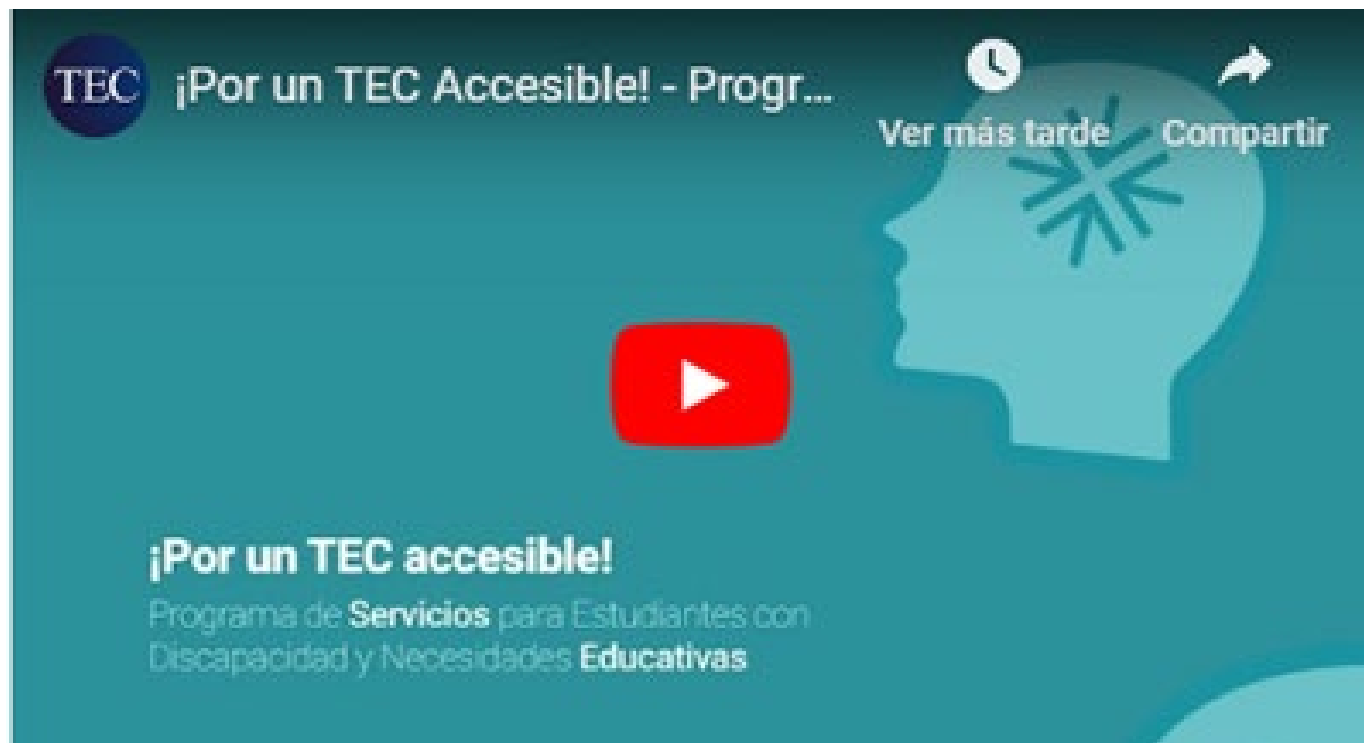 TEC
¡Por un TEC Accesible! - Progr...
Ver más tarde
Compartir
¡Por un TEC accesible!
Programa de Servicios para Estudiantes con
Discapacidad y Necesidades Educativas